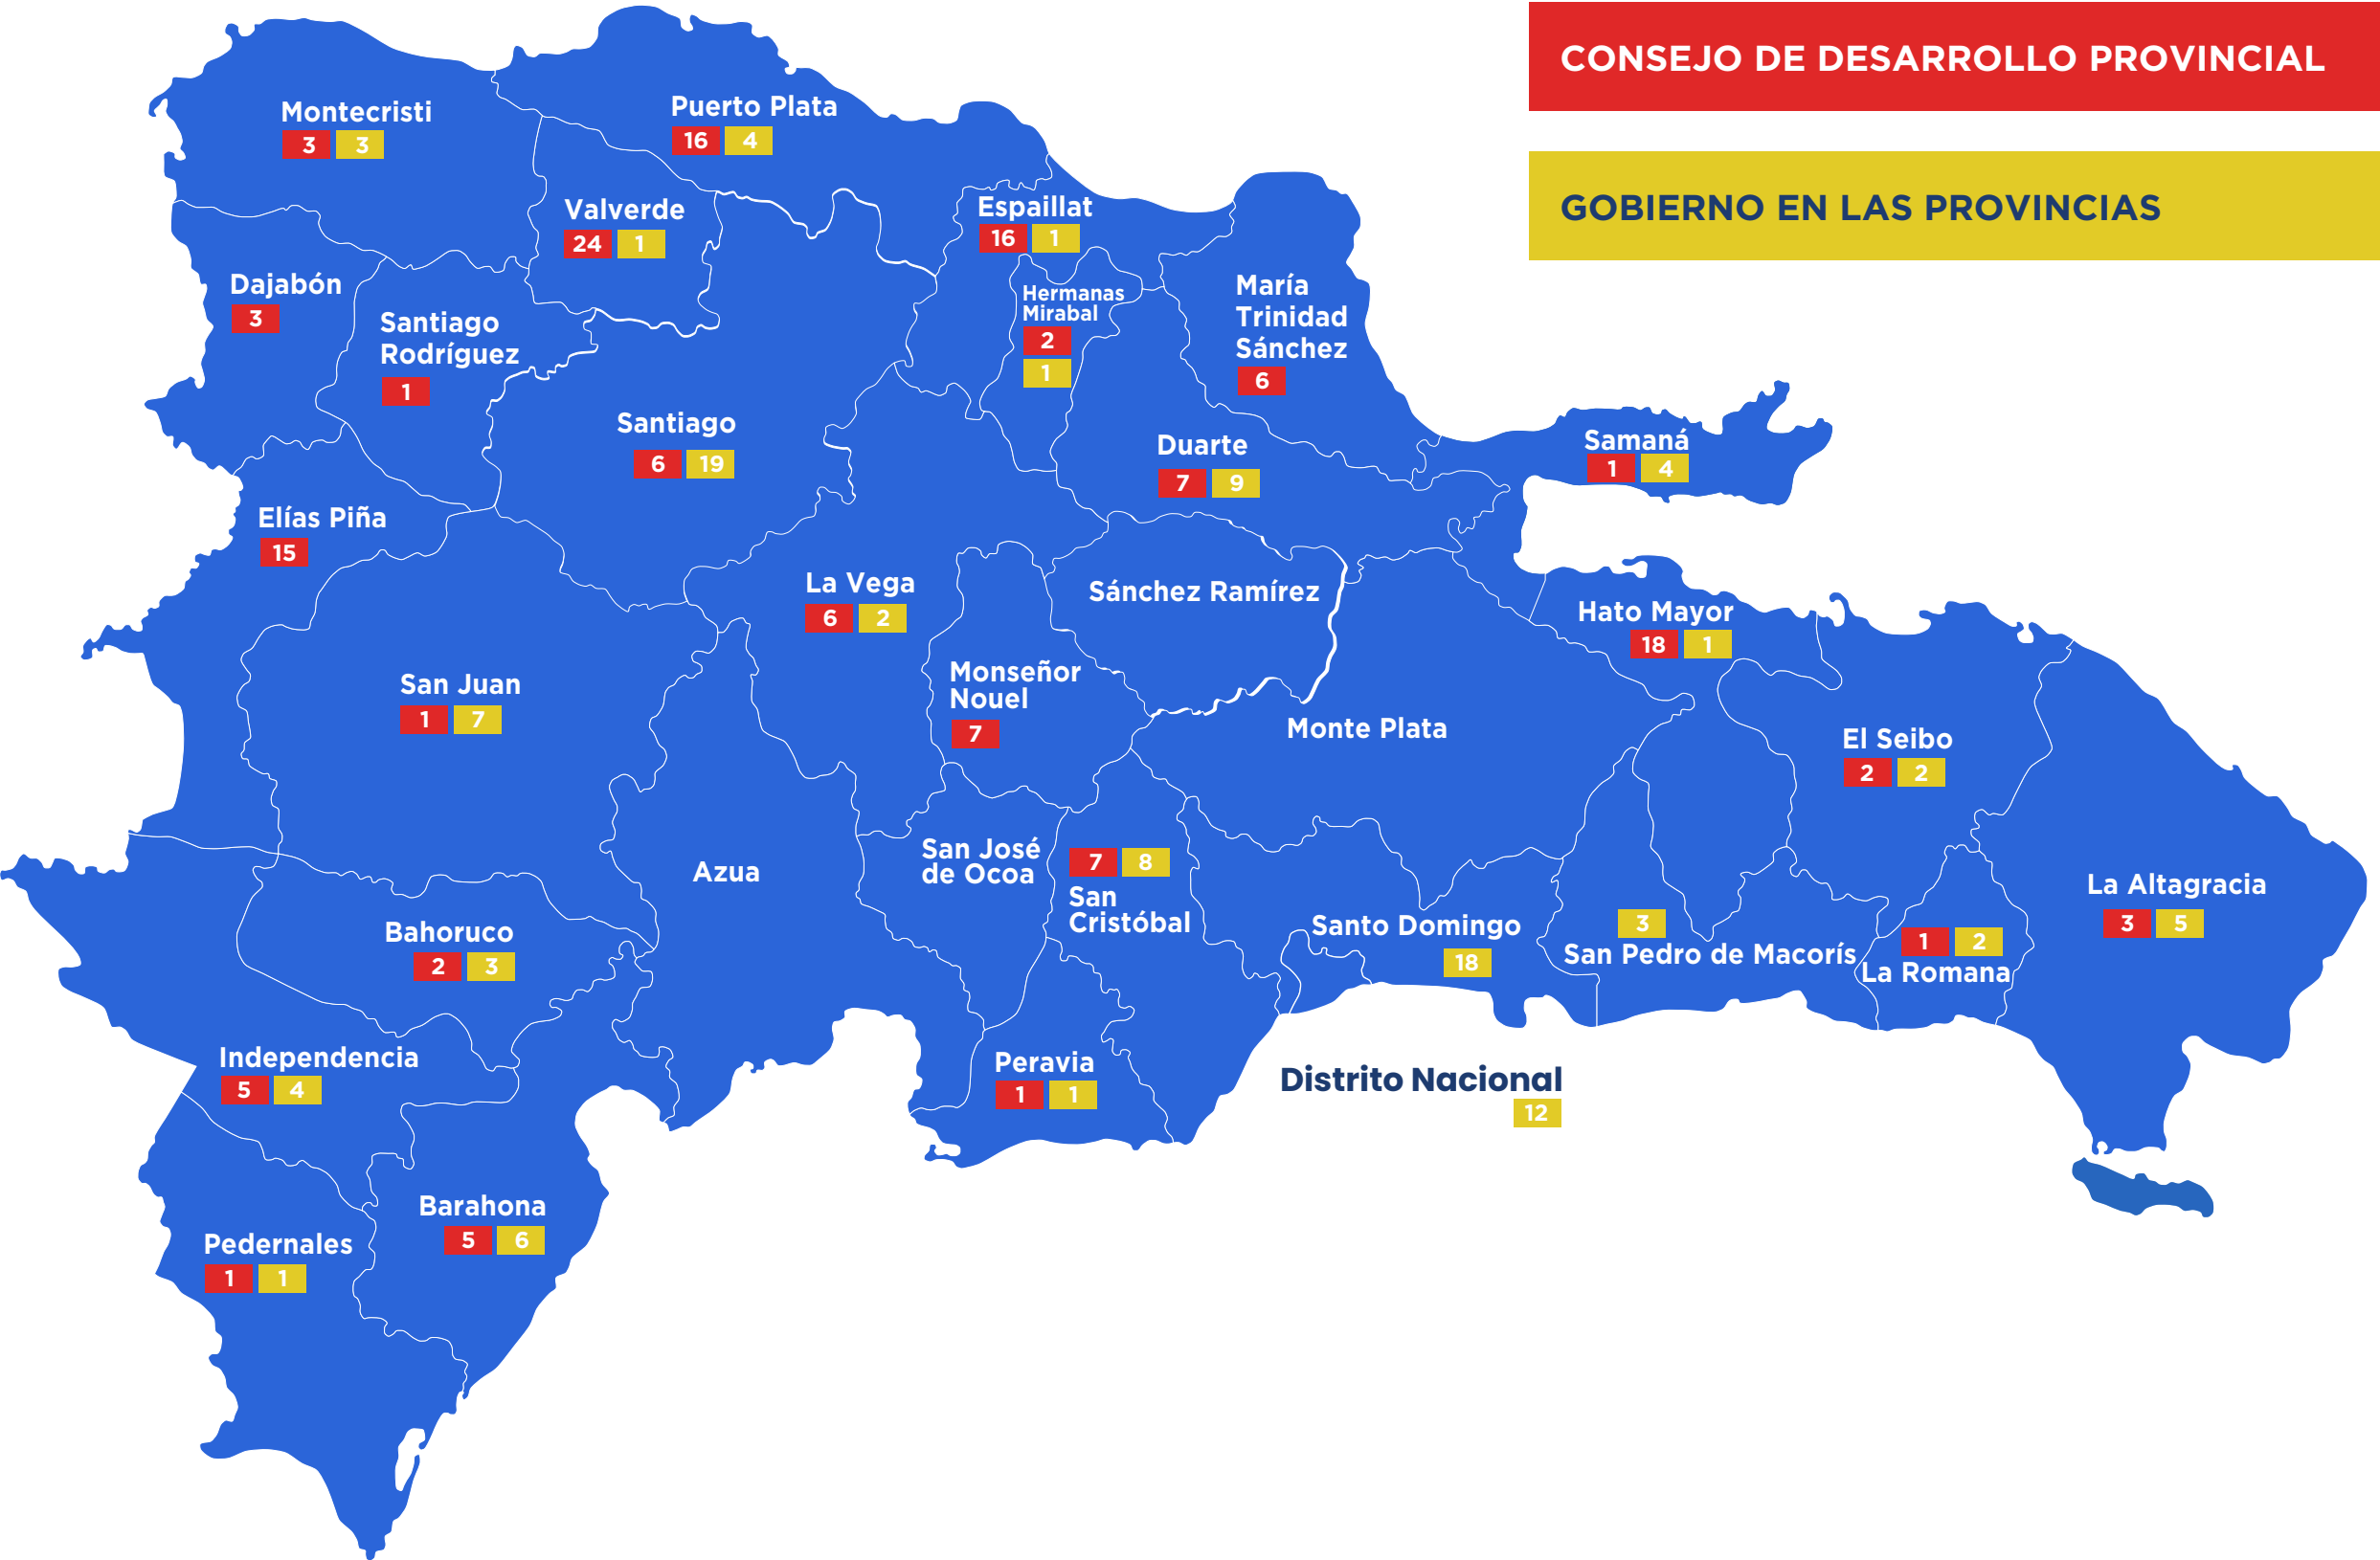 CONSEJO DE DESARROLLO PROVINCIAL
GOBIERNO EN LAS PROVINCIAS
Montecristi
3 3
Puerto Plata
16 4
Valverde
24 1
Espaillat
16 1
Dajabón
3
Santiago
Rodríguez
1
Hermanas
Mirabal
2
1
María
Trinidad
Sánchez
6
Santiago
6 19
Duarte
7 9
Samaná
1 4
Elías Piña
15
La Vega
6 2
Sánchez Ramírez
Hato Mayor
18 1
San Juan
1 7
Monseñor
Nouel
7
Monte Plata
El Seibo
2 2
Azua
San José
de Ocoa
7 8
San
Cristóbal
Santo Domingo
18
3
San Pedro de Macorís
1 2
La Romana
La Altagracia
3 5
Bahoruco
2 3
Independencia
5 4
Peravia
1 1
Distrito Nacional
12
Barahona
5 6
Pedernales
1 1